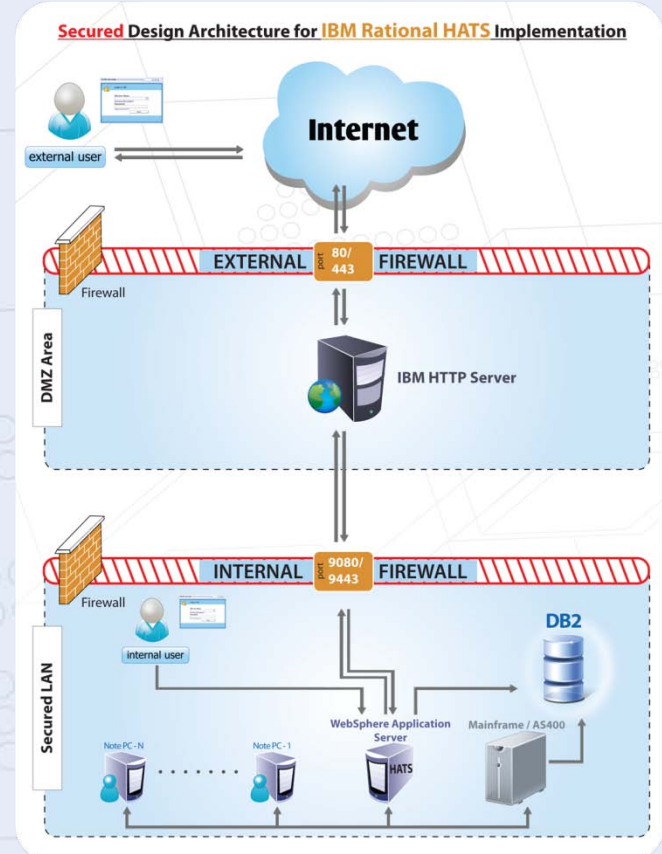 Secured Design Architecture for IBM Rational HATS Implementation
Internet
external user
EXTERNAL
port
80/
443
FIREWALL
Firewall
DMZ Area
IBM HTTP Server
INTERNAL
port
9080/
9443
FIREWALL
Firewall
Secured LAN
internal user
DB2
WebSphere Application
Server
Mainframe / AS400
Note PC - N
Note PC - 1
HATS